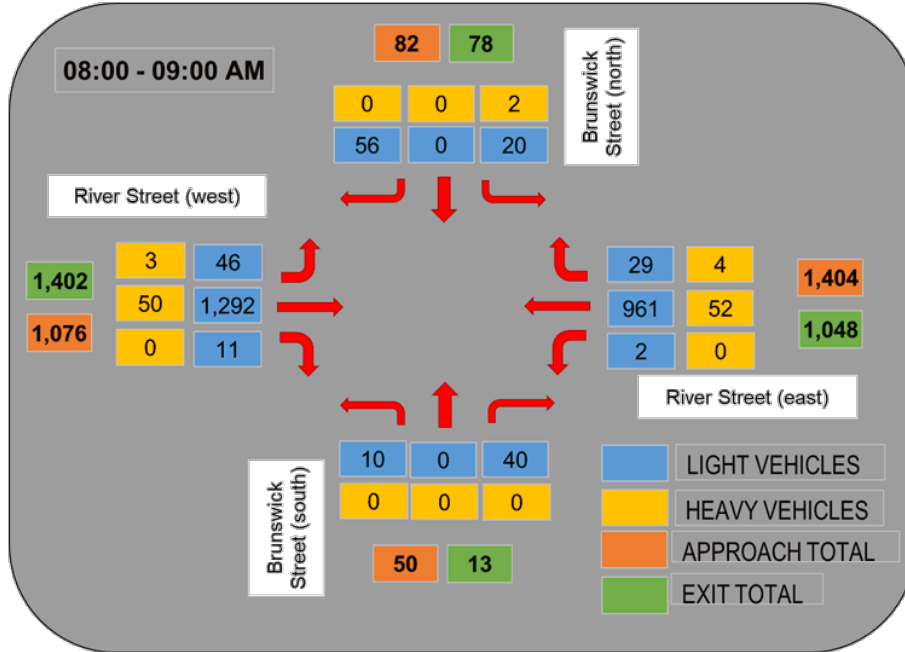 82 78
08:00 - 09:00 AM
Brunswick
Street (north)
0 0 2
56 0 20
River Street (west)
1,402
1,076
3 46
50 1,292
0 11
29 4
961 52
2 0
1,404
1,048
River Street (east)
Brunswick
Street (south)
10 0 40
0 0 0
50 13
LIGHT VEHICLES
HEAVY VEHICLES
APPROACH TOTAL
EXIT TOTAL